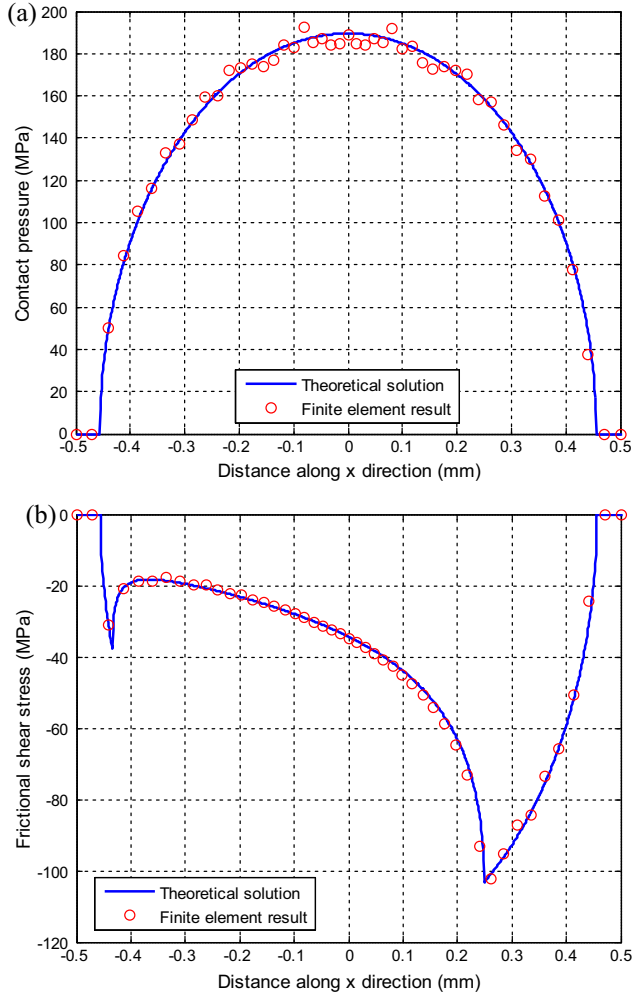 (a)
Contact pressure (MPa)
200
180
160
140
120
100
80
60
40
20
0
Theoretical solution
Finite element result
-0.5 -0.4 -0.3 -0.2 -0.1 0 0.1 0.2 0.3 0.4 0.5
Distance along x direction (mm)
(b)
Frictional shear stress (MPa)
0
-20
-40
-60
-80
-100
-120
Theoretical solution
Finite element result
-0.5 -0.4 -0.3 -0.2 -0.1 0 0.1 0.2 0.3 0.4 0.5
Distance along x direction (mm)